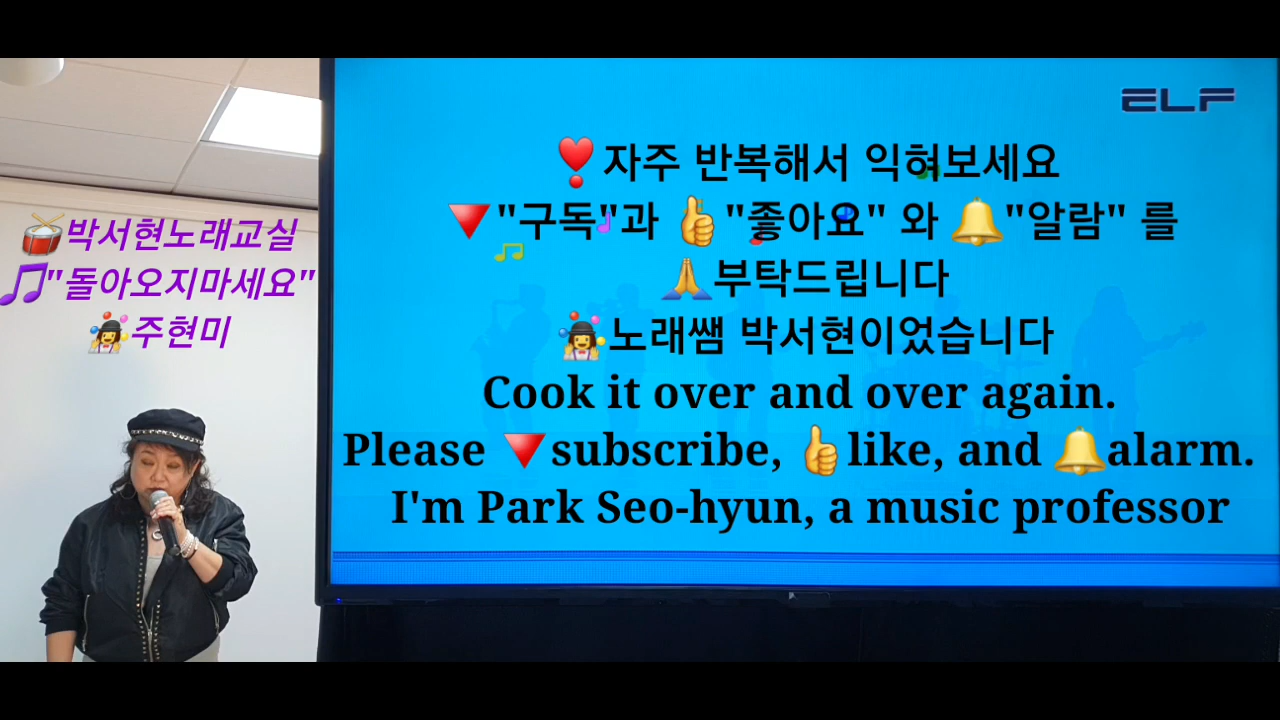 박서현노래교실
"돌아오지마세요"
주현미
ELF
자주 반복해서 익혀보세요
"구독"과 "좋아요" 와 "알람" 를
부탁드립니다
노래쌤 박서현이었습니다
Cook it over and over again.
Please subscribe, like, and alarm.
I'm Park Seo-hyun, a music professor